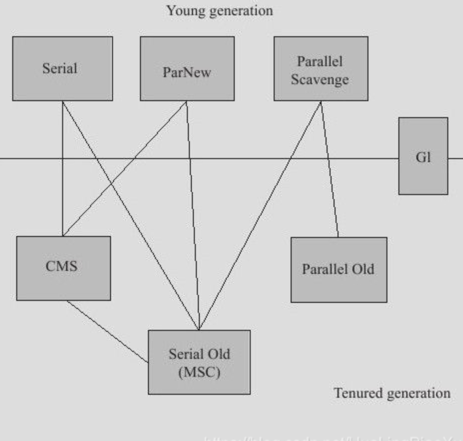 Young generation
Serial
ParNew
Parallel
Scavenge
Gl
CMS
Parallel Old
Serial Old
(MSC)
Tenured generation